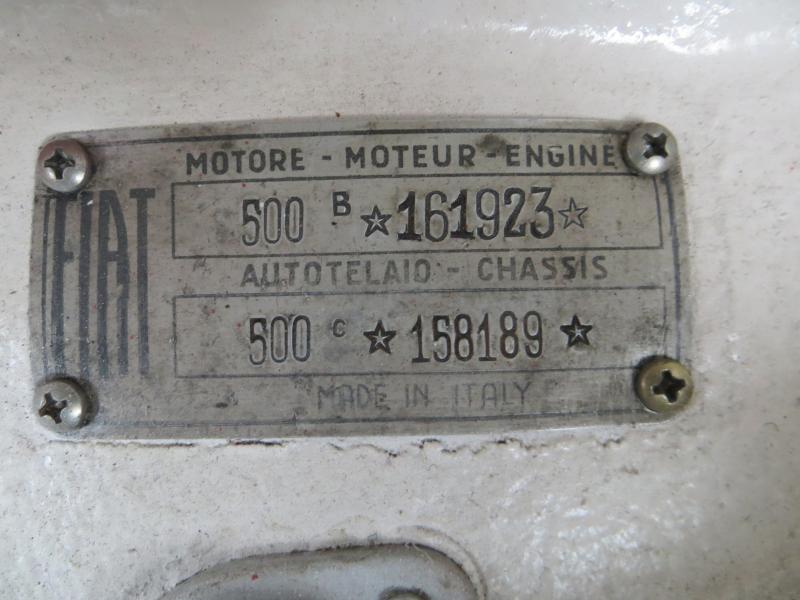 FIAT
MOTORE - MOTEUR - ENGINE
500 B ☆161923☆
AUTOTELAIO - CHASSIS
500 c ★ 158189 ★
MADE IN ITALY